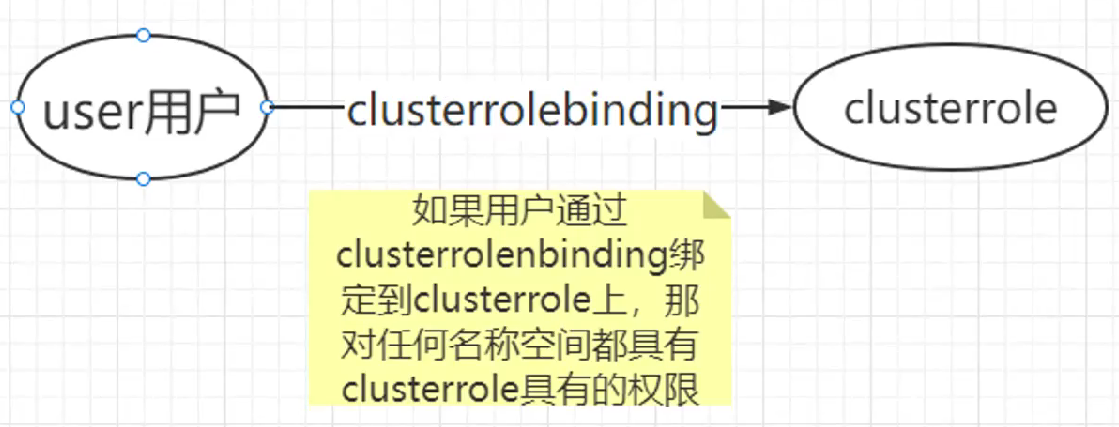 user用户
clusterrolebinding
clusterrole
如果用户通过
clusterrolenbinding绑
定到clusterrole上，那
对任何名称空间都具有
clusterrole具有的权限